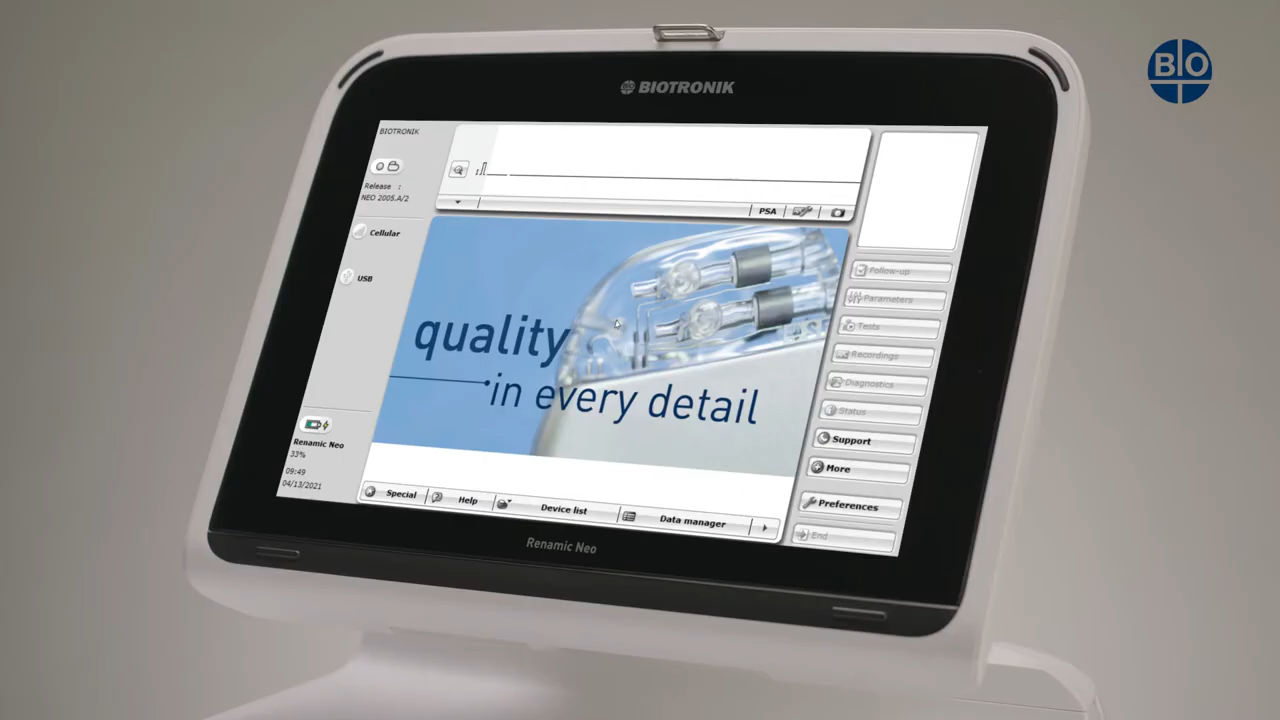 BIO
BIOTRONIK
BIOTRONIK
Release :
NEO 2005.A/2
Cellular
USB
PSA
quality
in every detail
Follow-up
Parameters
Tests
Recordings
Diagnostics
Status
Support
More
Preferences
End
Renamic Neo
33%
09:49
04/13/2021
Special
Help
Device list
Data manager
Renamic Neo